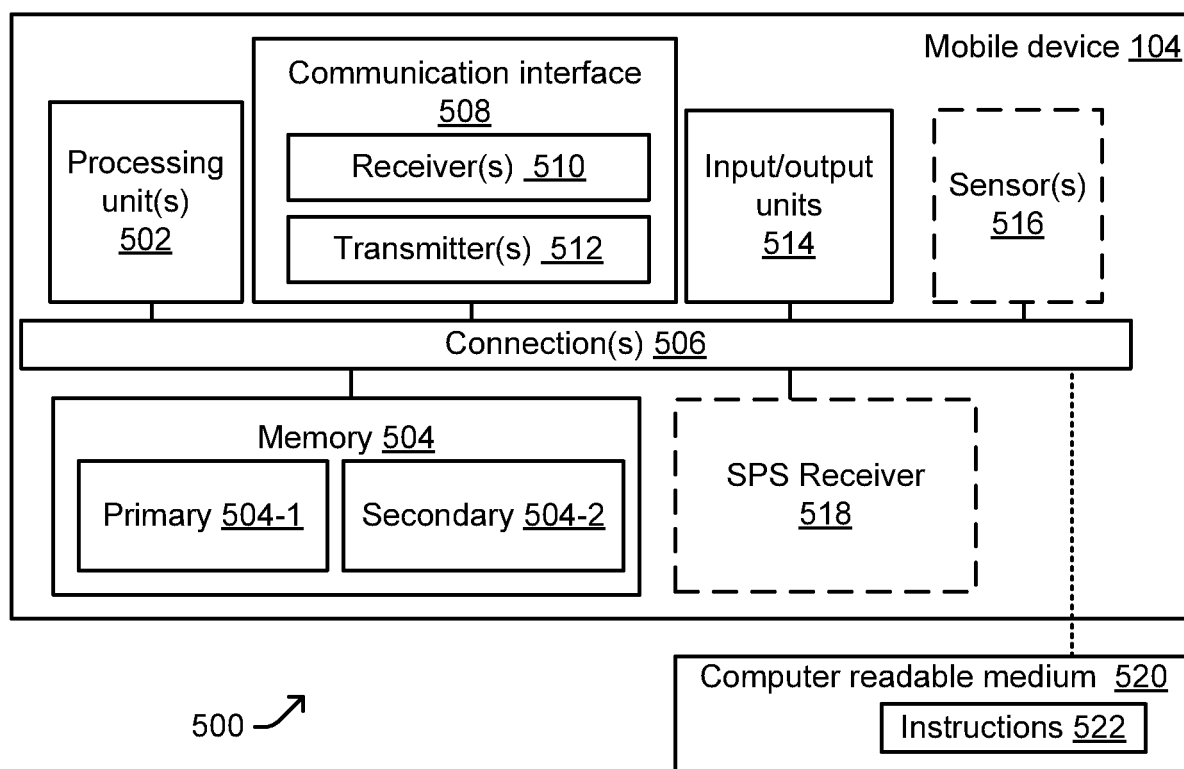 Mobile device 104
Communication interface
508
Receiver(s) 510
Transmitter(s) 512
Processing
unit(s)
502
Input/output
units
514
Sensor(s)
516
Connection(s) 506
Memory 504
Primary 504-1
Secondary 504-2
SPS Receiver
518
Computer readable medium 520
Instructions 522
500